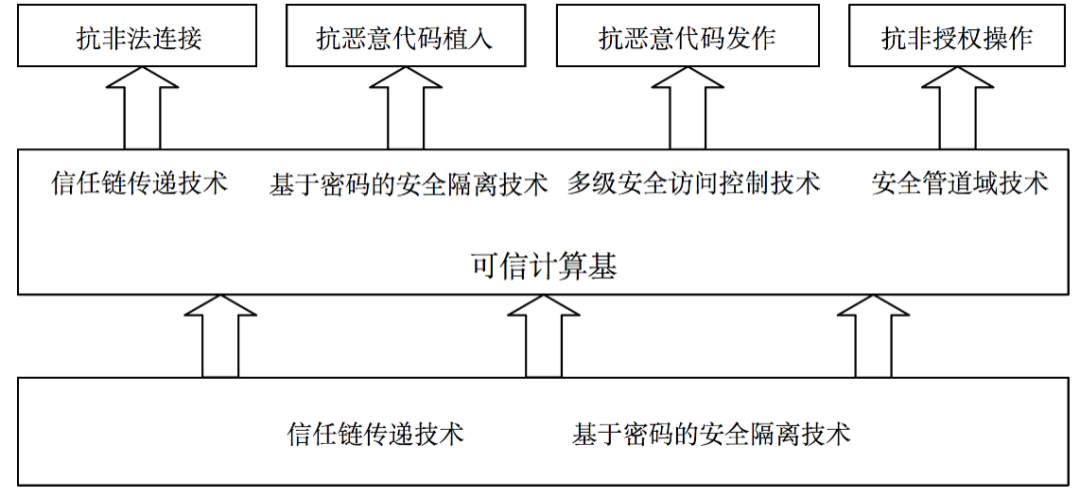 抗非法连接 抗恶意代码植入 抗恶意代码发作 抗非授权操作
信任链传递技术 基于密码的安全隔离技术 多级安全访问控制技术 安全管道域技术
可信计算基
信任链传递技术 基于密码的安全隔离技术